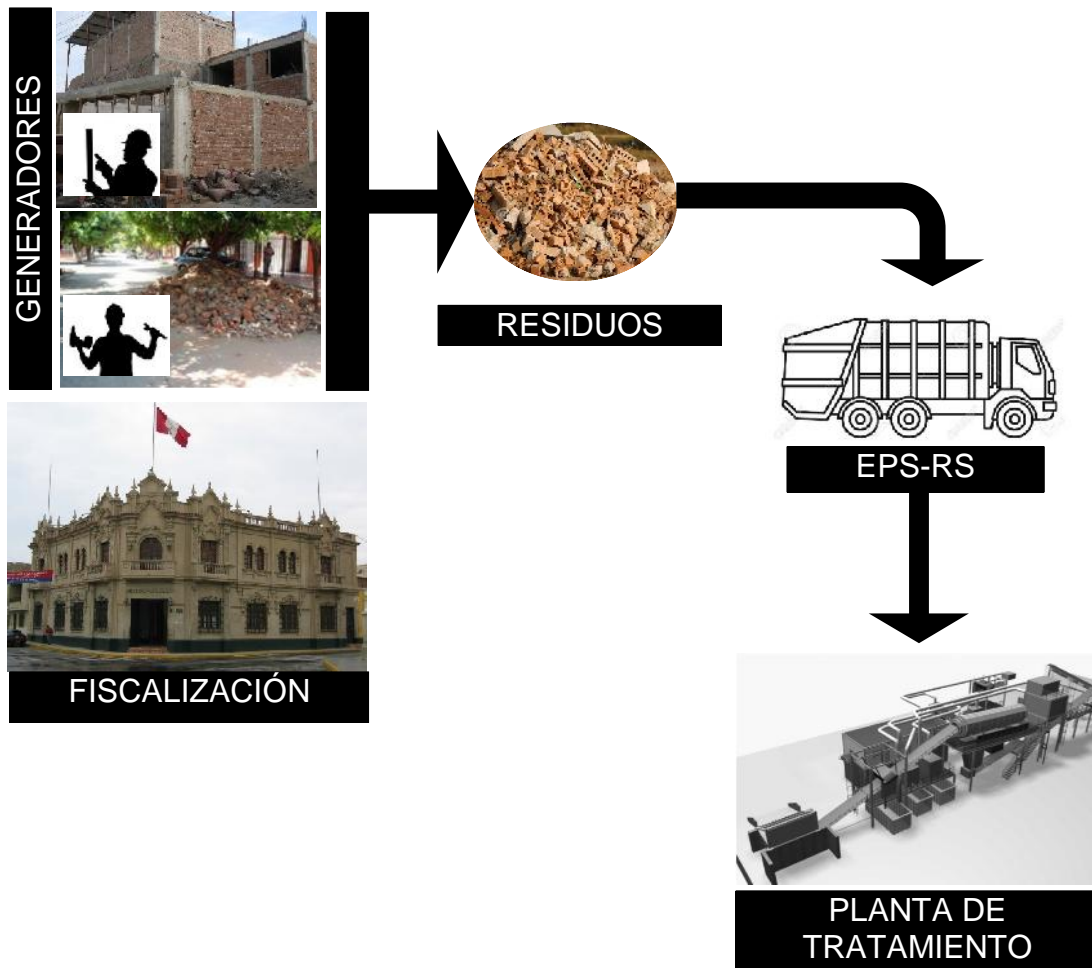 GENERADORES
RESIDUOS
EPS-RS
FISCALIZACIÓN
PLANTA DE
TRATAMIENTO